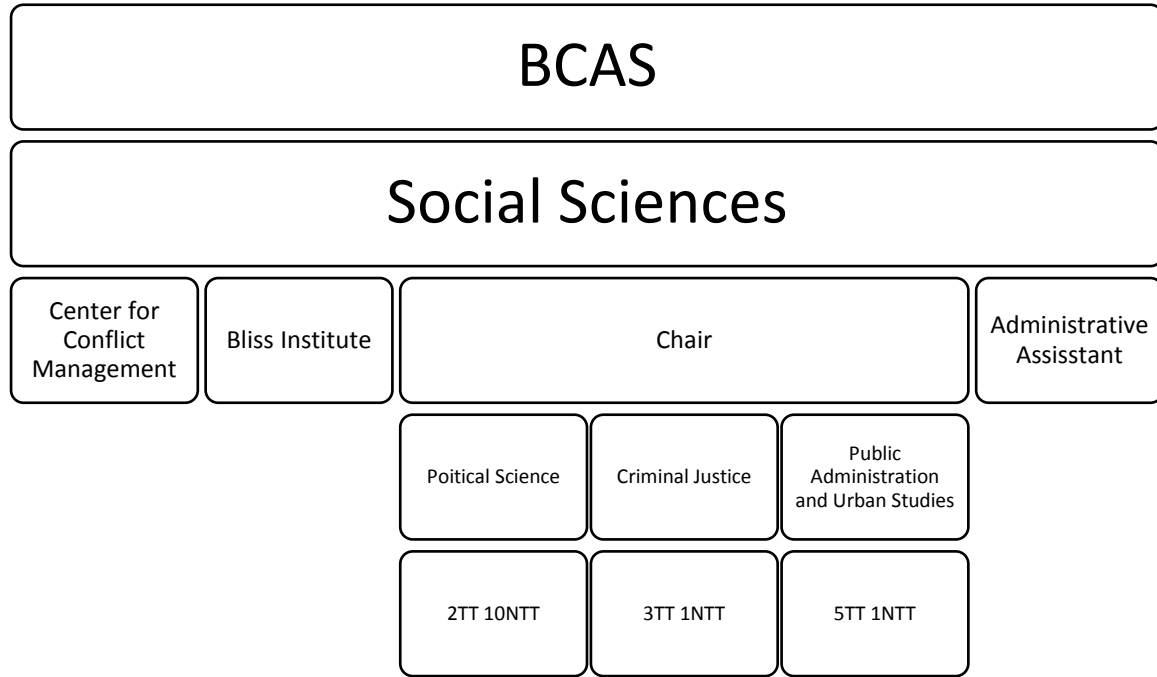 BCAS
Social Sciences
Center for
Conflict
Management
Bliss Institute
Chair
Administrative
Assisstant
Poitical Science
Criminal Justice
Public
Administration
and Urban Studies
2TT 10NTT
3TT 1NTT
5TT 1NTT